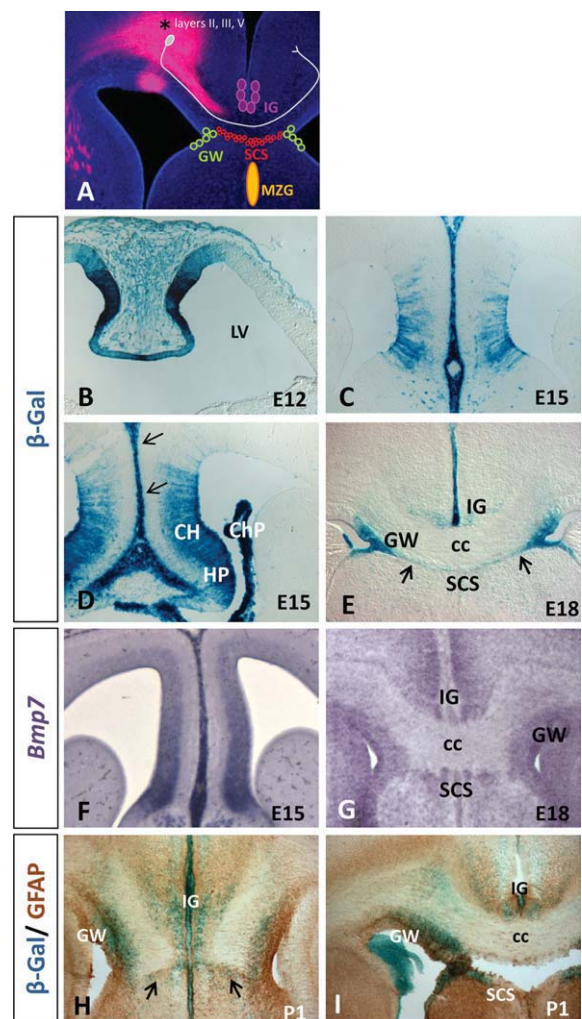 * layers II, III, V
IG
GW
SCS
MZG
A
β-Gal
LV
B
E12
C
E15
CH
ChP
HP
D
E15
IG
GW
cc
SCS
E
E18
Bmp7
F
E15
IG
cc
GW
SCS
G
E18
β-Gal/ GFAP
IG
GW
H
P1
IG
GW
cc
SCS
I
P1